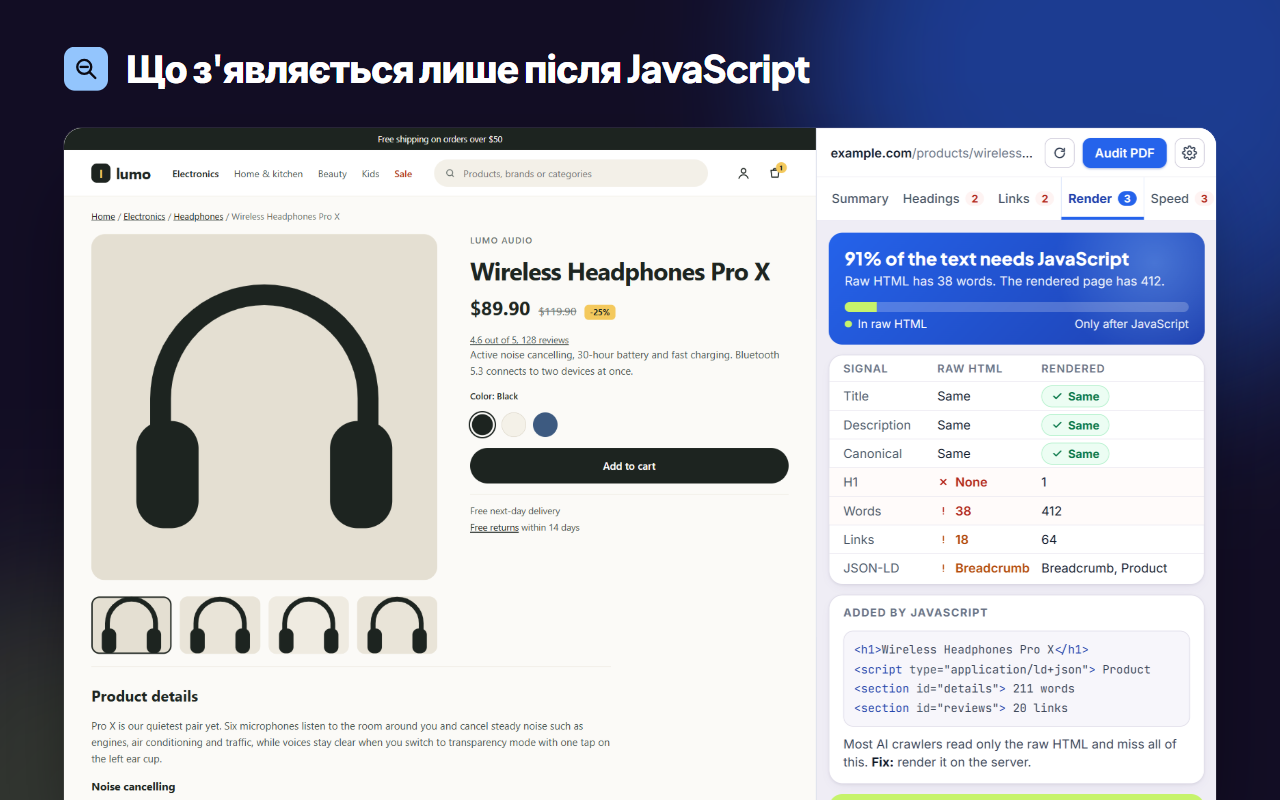 Що з'являється лише після JavaScript
Free shipping on orders over $50
lumo
Electronics Home & kitchen Beauty Kids Sale
Products, brands or categories
1
Home / Electronics / Headphones / Wireless Headphones Pro X
LUMO AUDIO
Wireless Headphones Pro X
$89.90 $119.90 -25%
4.6 out of 5, 128 reviews
Active noise cancelling, 30-hour battery and fast charging. Bluetooth
5.3 connects to two devices at once.
Color: Black
Add to cart
Free next-day delivery
Free returns within 14 days
Product details
Pro X is our quietest pair yet. Six microphones listen to the room around you and cancel steady noise such as
engines, air conditioning and traffic, while voices stay clear when you switch to transparency mode with one tap on
the left ear cup.
Noise cancelling
example.com/products/wireless...
Audit PDF
Summary Headings 2 Links 2 Render 3 Speed 3
91% of the text needs JavaScript
Raw HTML has 38 words. The rendered page has 412.
In raw HTML Only after JavaScript
SIGNAL RAW HTML RENDERED
Title Same ✓ Same
Description Same ✓ Same
Canonical Same ✓ Same
H1 × None 1
Words ! 38 412
Links ! 18 64
JSON-LD ! Breadcrumb Breadcrumb, Product
ADDED BY JAVASCRIPT
<h1>Wireless Headphones Pro X</h1>
<script type="application/ld+json"> Product
<section id="details"> 211 words
<section id="reviews"> 20 links
Most AI crawlers read only the raw HTML and miss all of
this. Fix: render it on the server.